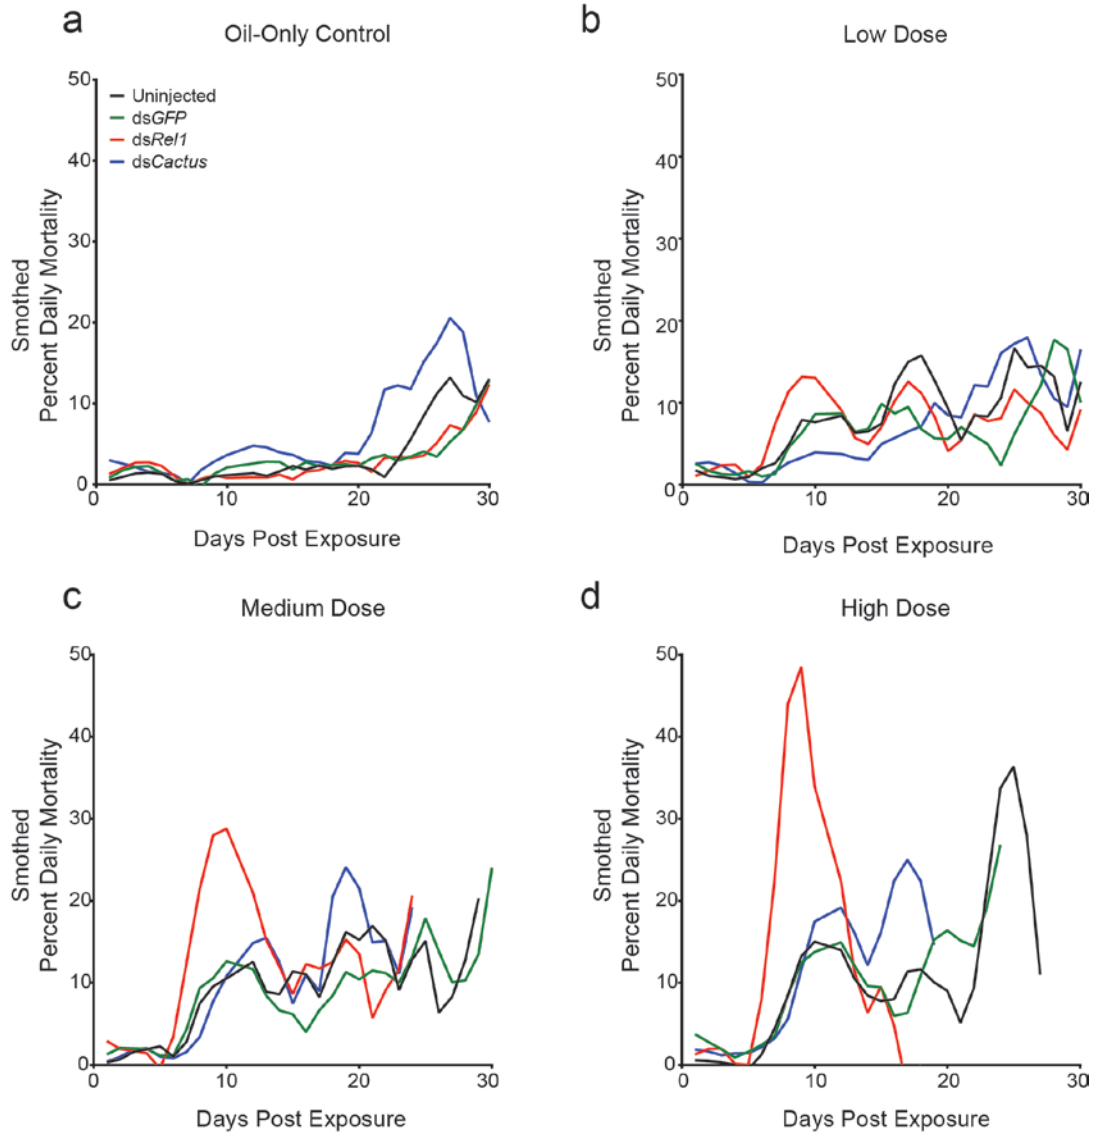 a
Oil-Only Control
50
40
30
20
10
0
Uninjected
dsGFP
dsRel1
dsCactus
Smothed
Percent Daily Mortality
0 10 20 30
Days Post Exposure
b
Low Dose
50
40
30
20
10
0
Smothed
Percent Daily Mortality
0 10 20 30
Days Post Exposure
c
Medium Dose
50
40
30
20
10
0
Smothed
Percent Daily Mortality
0 10 20 30
Days Post Exposure
d
High Dose
50
40
30
20
10
0
Smothed
Percent Daily Mortality
0 10 20 30
Days Post Exposure